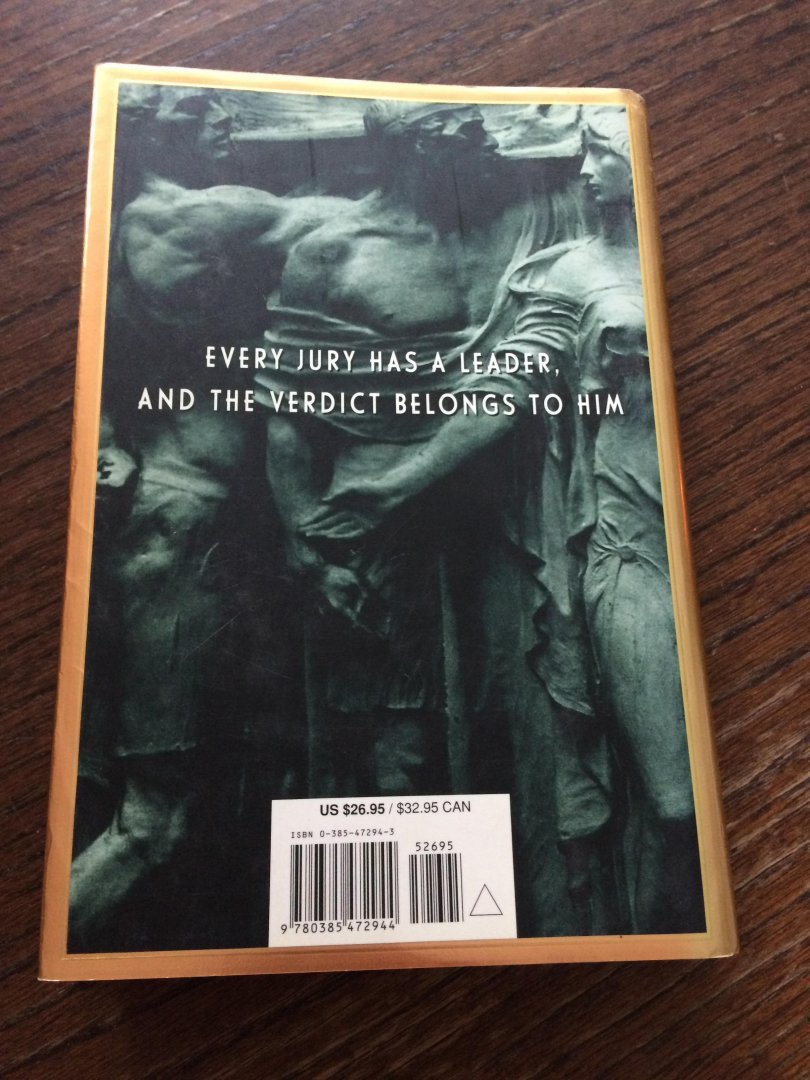 EVERY JURY HAS A LEADER,
AND THE VERDICT BELONGS TO HIM
US $26.95 / $32.95 CAN
ISBN 0-385-47294-3
52695
9 780385 472944